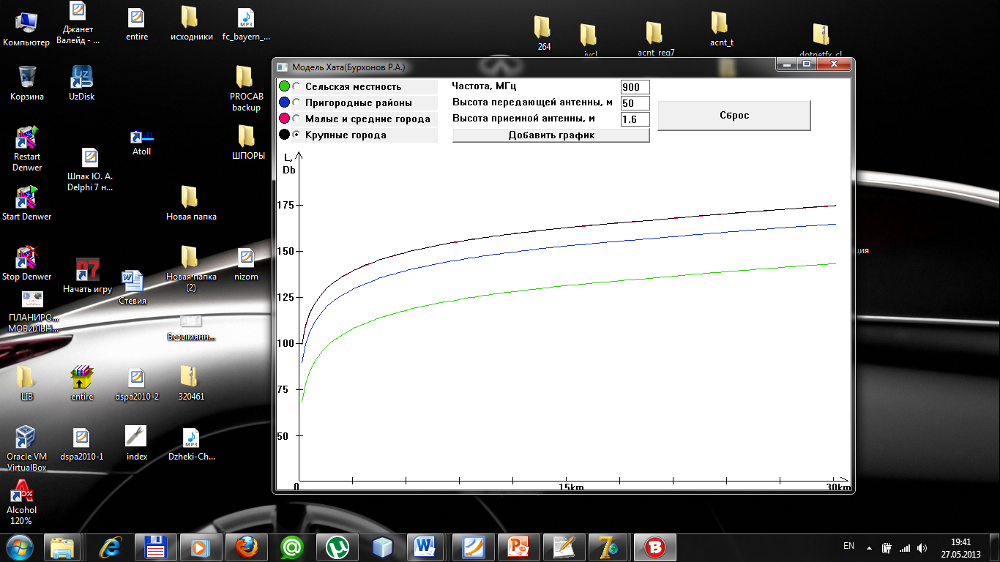 Компьютер
Джанет
Валейд - ...
entire
исходники
fc_bayern_...
264
jvcl
acnt_req7
acnt_t
dotnetfx_cl
Корзина
UzDisk
PROCAB
backup
Restart
Denwer
Atoll
ШПОРЫ
Шпак Ю. А.
Delphi 7 н...
Start Denwer
Новая папка
Stop Denwer
Начать игру
Стевия
Новая папка
(2)
nizom
ПЛАНИРО...
МОБИЛЬН...
Безымянн...
LIB
entire
dspa2010-2
320461
Oracle VM
VirtualBox
dspa2010-1
index
Dzheki-Ch...
MP3
MP3
Alcohol
120%
ция
Модель Хата(Бурхонов Р.А.)
Сельская местность
Пригородные районы
Малые и средние города
Крупные города
Частота, МГц
900
Высота передающей антенны, м
50
Высота приемной антенны, м
1.6
Добавить график
Сброс
L,
Db
175
150
125
100
75
50
0
15km
30km
EN
19:41
27.05.2013